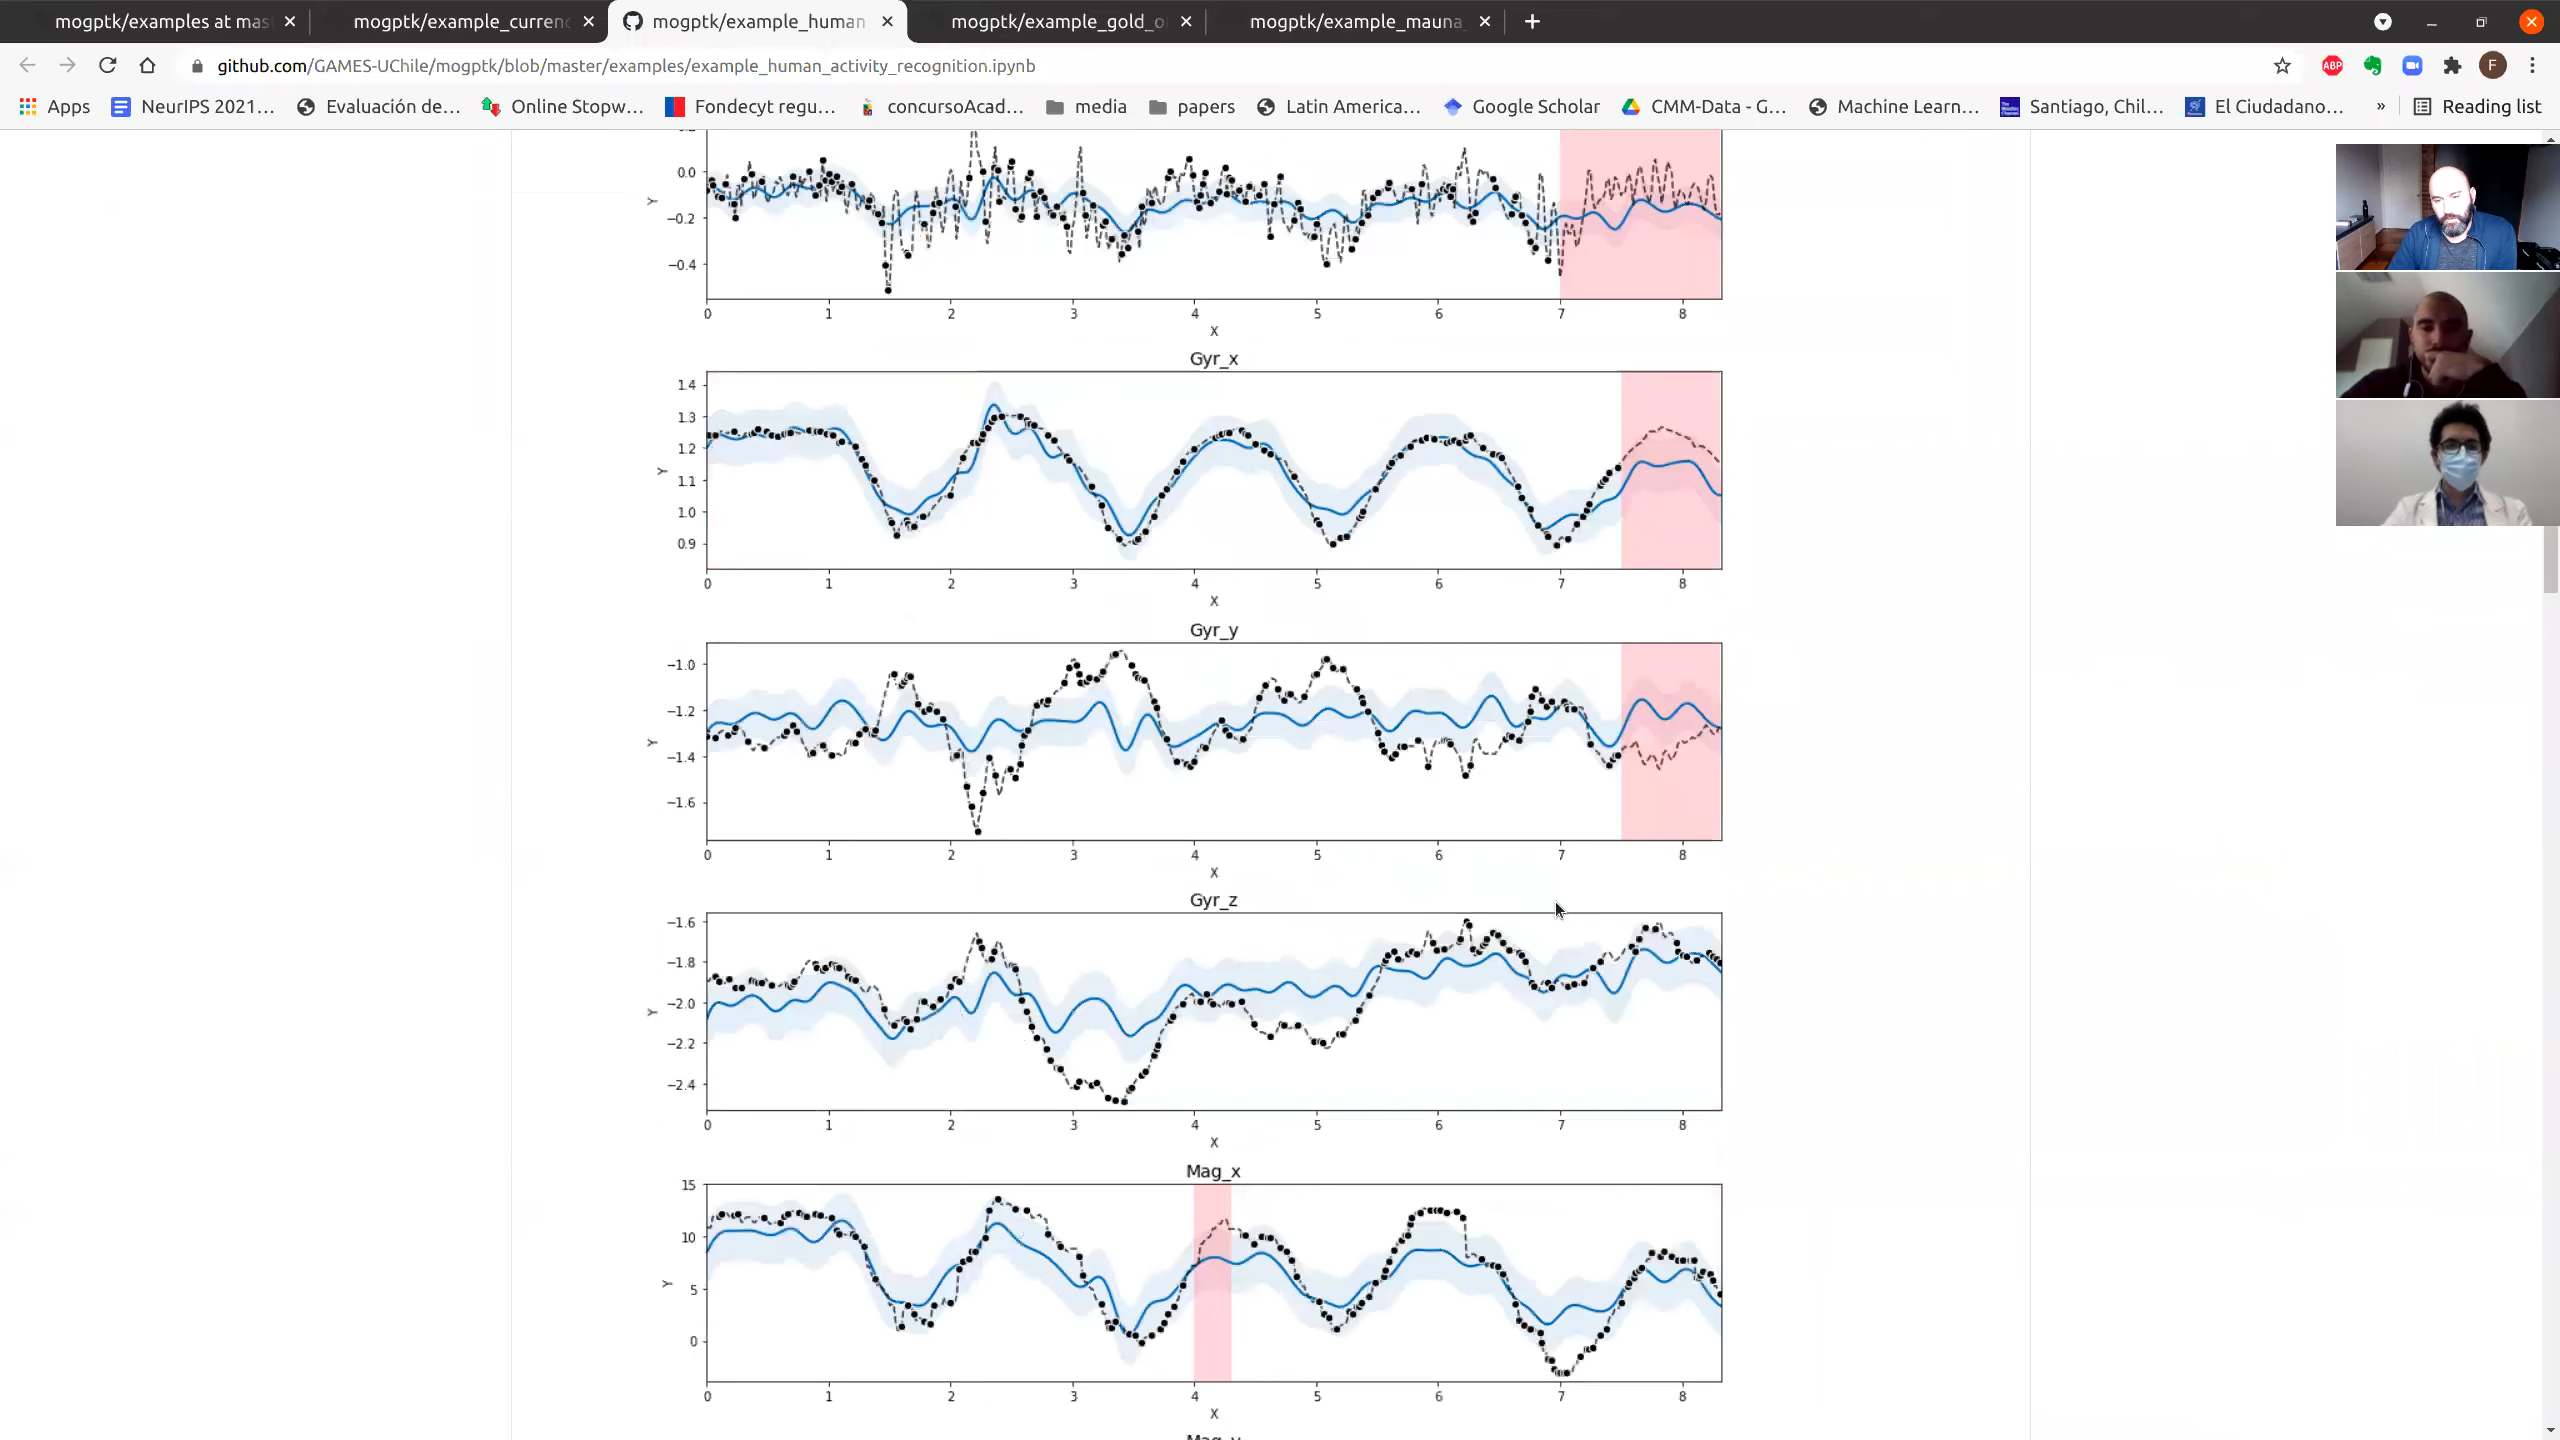 mogptk/examples at mas
mogptk/example_currenc
mogptk/example_human
mogptk/example_gold_o
mogptk/example_mauna_
github.com/GAMES-UChile/mogptk/blob/master/examples/example_human_activity_recognition.ipynb
ABP
F
Apps
NeurIPS 2021…
Evaluación de…
Online Stopw…
Fondecyt regu…
concursoAcad…
media
papers
Latin America…
Google Scholar
CMM-Data - G…
Machine Learn…
Santiago, Chil…
El Ciudadano…
»
Reading list
0.0
−0.2
−0.4
Y
0 1 2 3 4 5 6 7 8
X
Gyr_x
1.4
1.3
1.2
1.1
1.0
0.9
Y
0 1 2 3 4 5 6 7 8
X
Gyr_y
−1.0
−1.2
−1.4
−1.6
Y
0 1 2 3 4 5 6 7 8
X
Gyr_z
−1.6
−1.8
−2.0
−2.2
−2.4
Y
0 1 2 3 4 5 6 7 8
X
Mag_x
15
10
5
0
Y
0 1 2 3 4 5 6 7 8
X